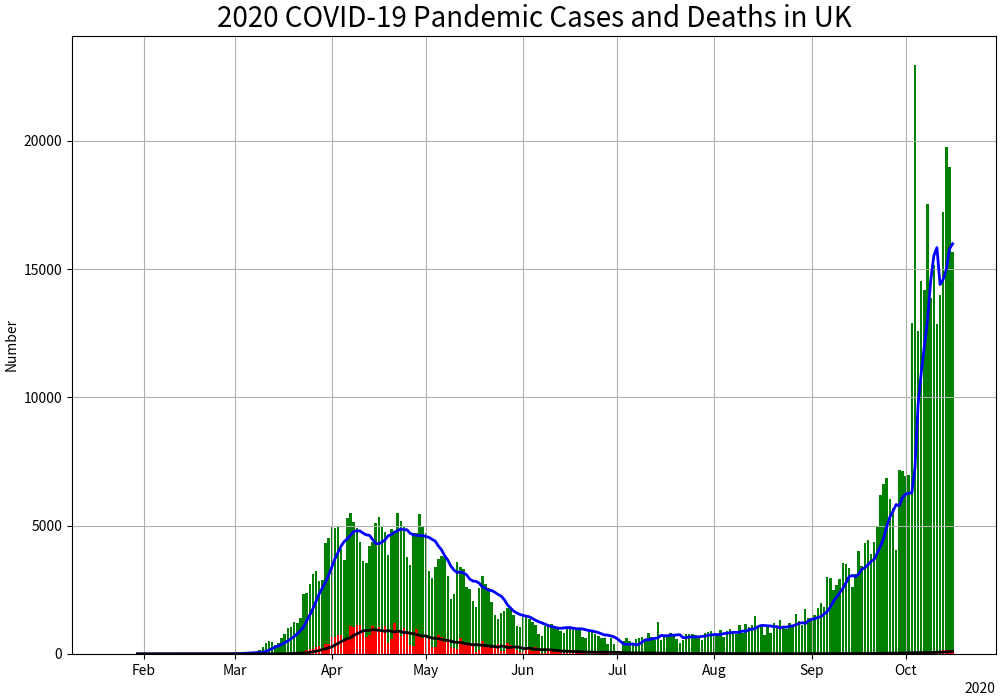 2020 COVID-19 Pandemic Cases and Deaths in UK
Number
20000
15000
10000
5000
0
Feb Mar Apr May Jun Jul Aug Sep Oct
2020